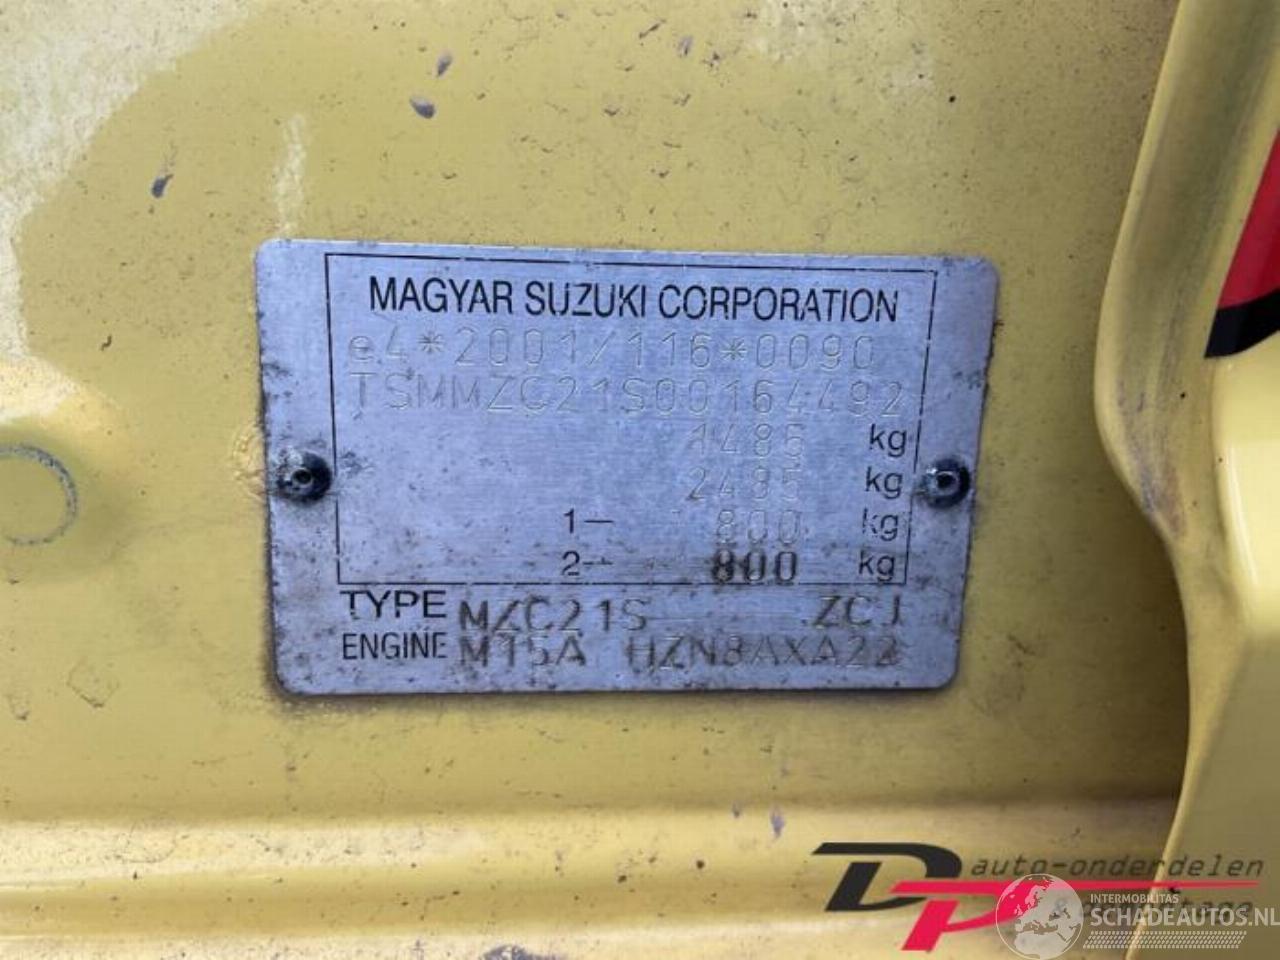 MAGYAR SUZUKI CORPORATION
e4*2001/116*0090
TSMMZC21S00164492
1485 kg
2485 kg
1— 800 kg
2— 800 kg
TYPE MZC21S ZCJ
ENGINE M15A HZN8AXA22
DP auto-onderdelen
INTERMOBILITAS
SCHADEAUTOS.NL